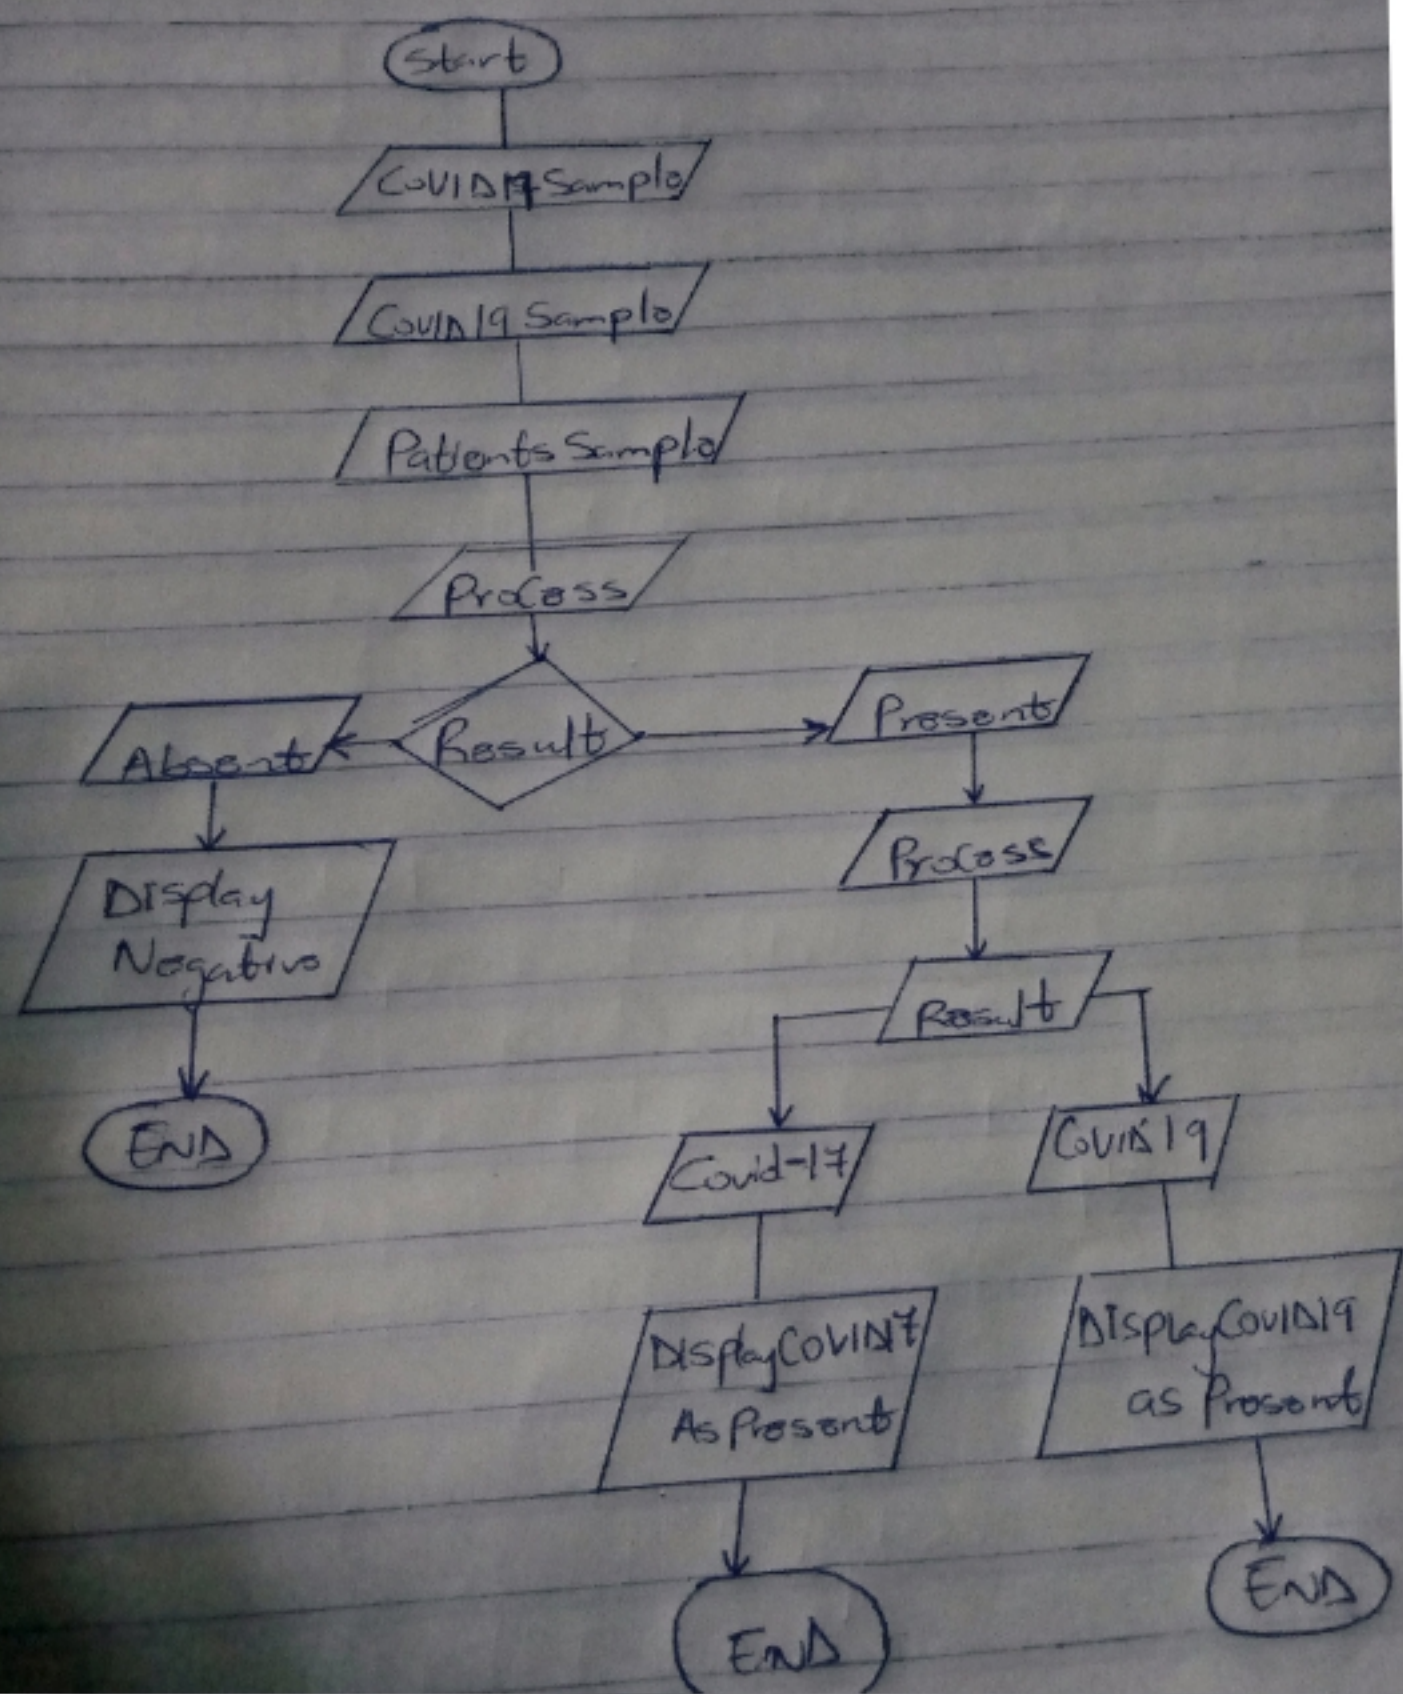 Start
COVID17 Sample
COVID19 Sample
Patients Sample
Process
Result
Absent
Present
Display
Negative
END
Process
Result
Covid-17
COVID19
Display COVID17
As Present
Display COVID19
as Present
END
END